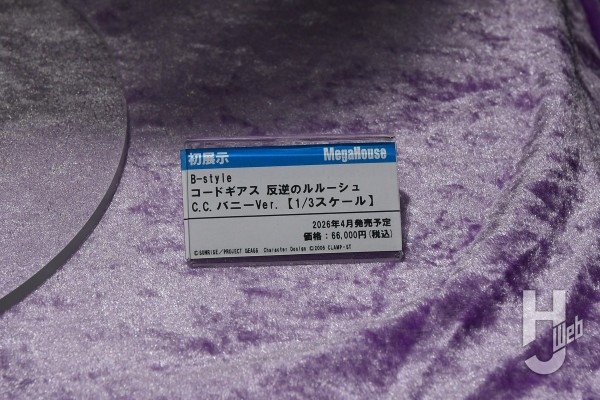 初展示 MegaHouse
B-style
コードギアス 反逆のルルーシュ
C.C. バニーVer.【1/3スケール】
2026年4月発売予定
価格：66,000円(税込)
©SUNRISE／PROJECT GEASS Character Design ©2006 CLAMP・ST
HJ Web